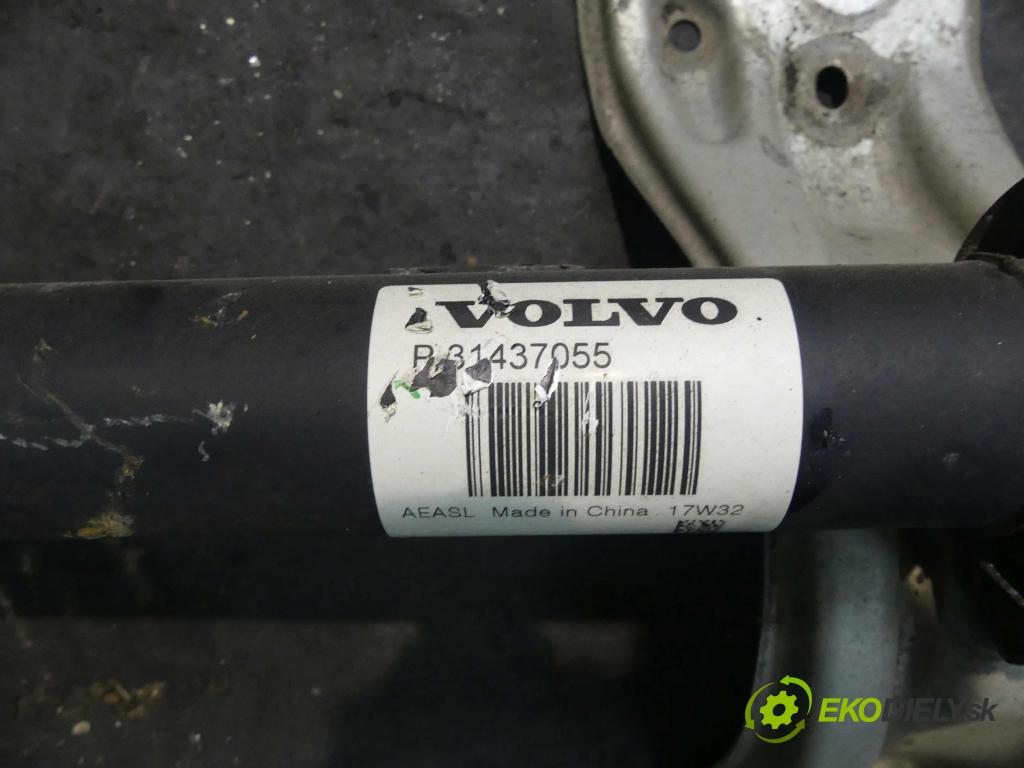 VOLVO
P 31437055
AEASL Made in China 17W32
EKODIELY.sk